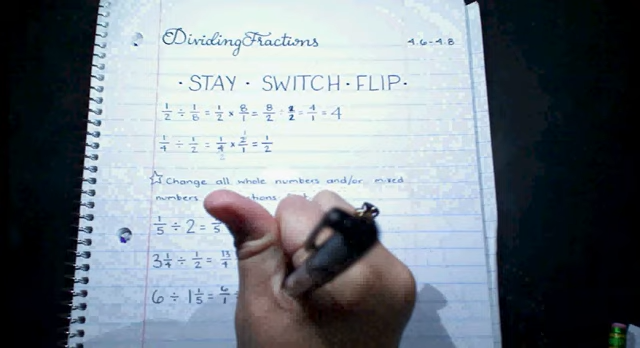 Dividing Fractions 4.6-4.8
· STAY · SWITCH · FLIP ·
1/2 ÷ 1/8 = 1/2 × 8/1 = 8/2 ÷ 2/2 = 4/1 = 4
1/4 ÷ 1/2 = 1/4 × 2/1 = 1/2
☆Change all whole numbers and/or mixed
numbers
1/5 ÷ 2 =
3 1/4 ÷ 1/2 = 13/4
6 ÷ 1 1/5 = 6/1